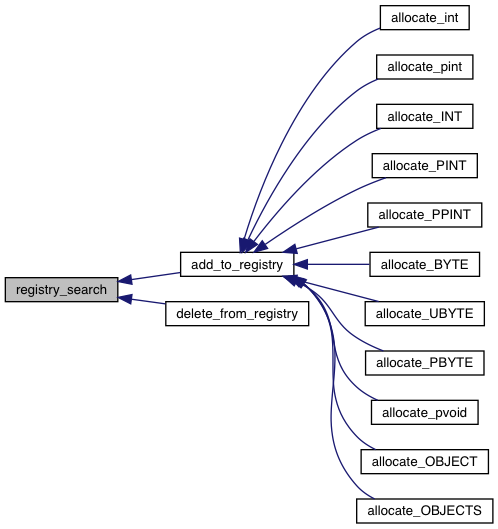 allocate_int
allocate_pint
allocate_INT
allocate_PINT
allocate_PPINT
add_to_registry
allocate_BYTE
registry_search
delete_from_registry
allocate_UBYTE
allocate_PBYTE
allocate_pvoid
allocate_OBJECT
allocate_OBJECTS